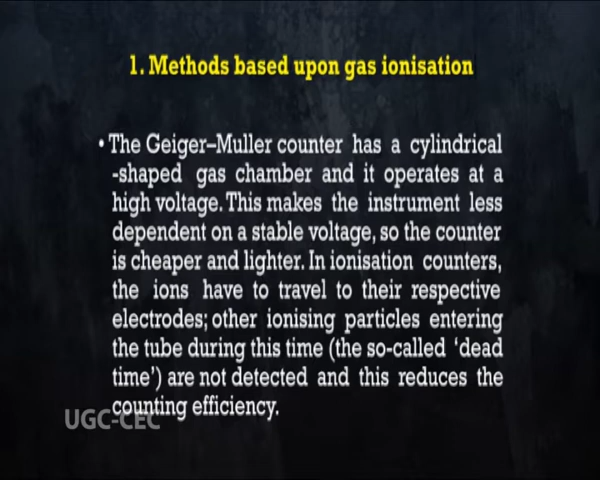 1. Methods based upon gas ionisation
• The Geiger–Muller counter has a cylindrical
-shaped gas chamber and it operates at a
high voltage. This makes the instrument less
dependent on a stable voltage, so the counter
is cheaper and lighter. In ionisation counters,
the ions have to travel to their respective
electrodes; other ionising particles entering
the tube during this time (the so-called ‘dead
time’) are not detected and this reduces the
counting efficiency.
UGC-CEC